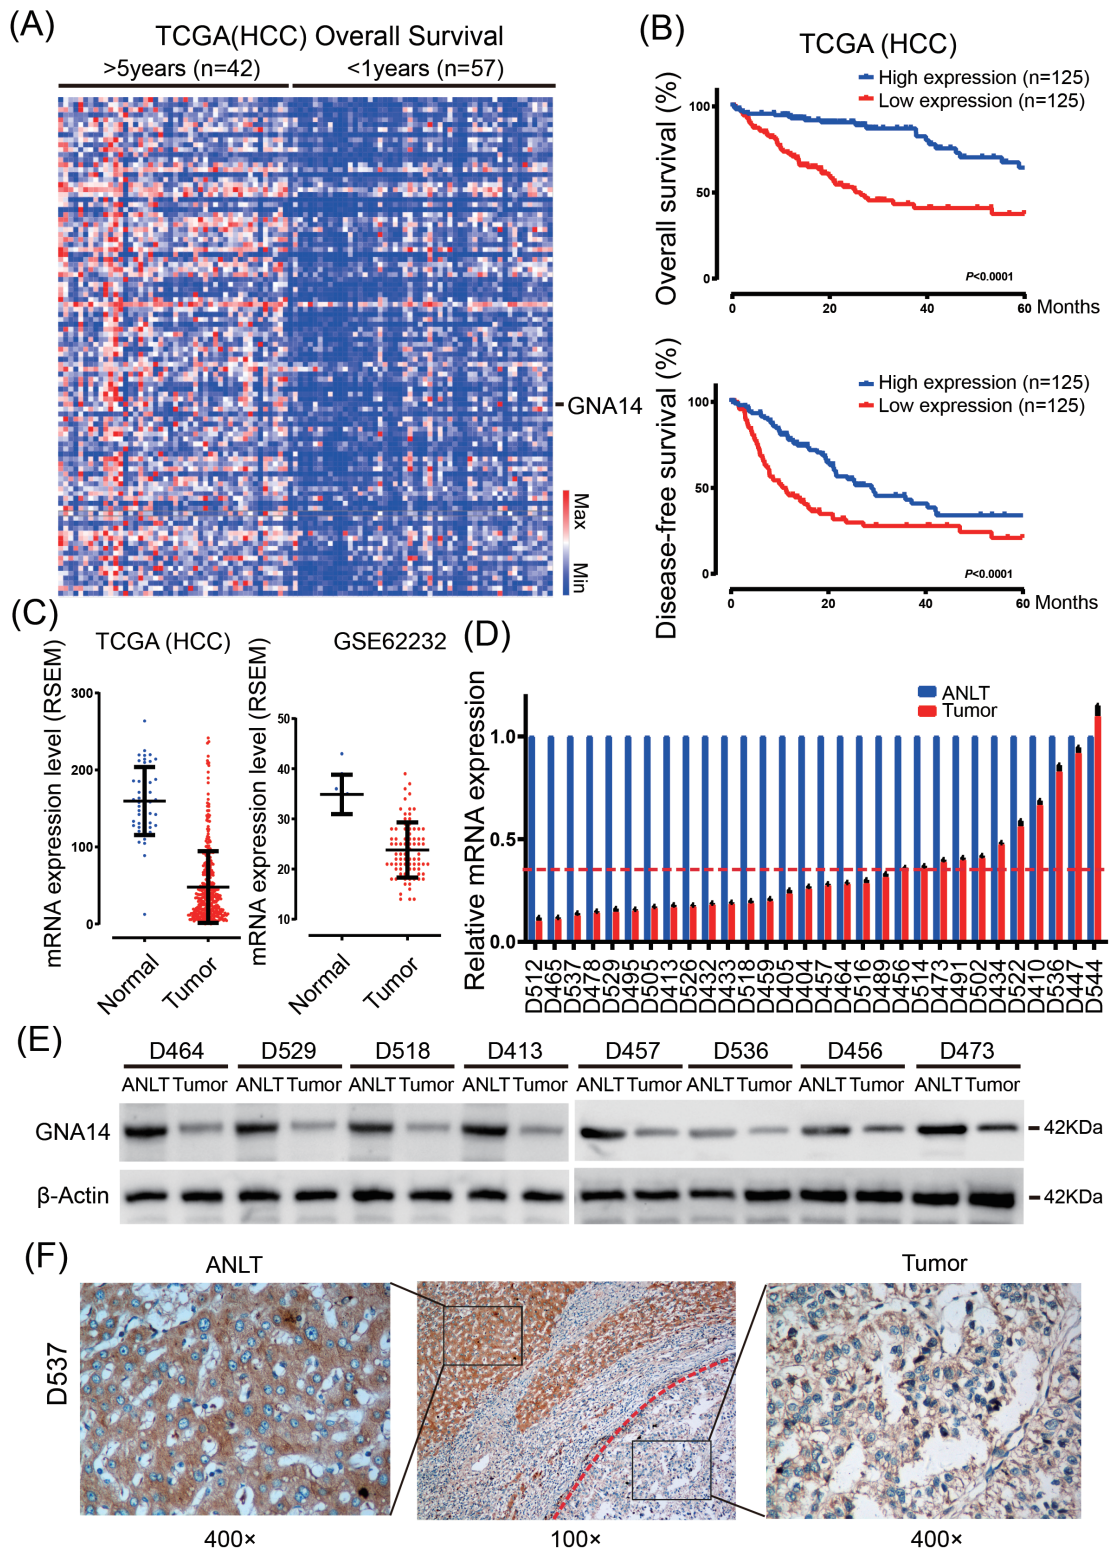 (A)
TCGA(HCC) Overall Survival
>5years (n=42) <1years (n=57)
GNA14
Max
Min
(B)
TCGA (HCC)
High expression (n=125)
Low expression (n=125)
Overall survival (%)
100
50
0
P<0.0001
0 20 40 60 Months
High expression (n=125)
Low expression (n=125)
Disease-free survival (%)
100
50
0
P<0.0001
0 20 40 60 Months
(C)
TCGA (HCC)
mRNA expression level (RSEM)
300
200
100
0
Normal Tumor
GSE62232
mRNA expression level (RSEM)
50
40
30
20
10
Normal Tumor
(D)
ANLT
Tumor
Relative mRNA expression
1.0
0.5
0.0
D512 D465 D537 D478 D529 D495 D505 D413 D526 D432 D433 D518 D459 D405 D404 D457 D464 D516 D489 D456 D514 D473 D491 D502 D434 D522 D410 D536 D447 D544
(E)
D464 D529 D518 D413 D457 D536 D456 D473
ANLT Tumor ANLT Tumor ANLT Tumor ANLT Tumor ANLT Tumor ANLT Tumor ANLT Tumor ANLT Tumor
GNA14 42KDa
β-Actin 42KDa
(F)
ANLT Tumor
D537
400× 100× 400×